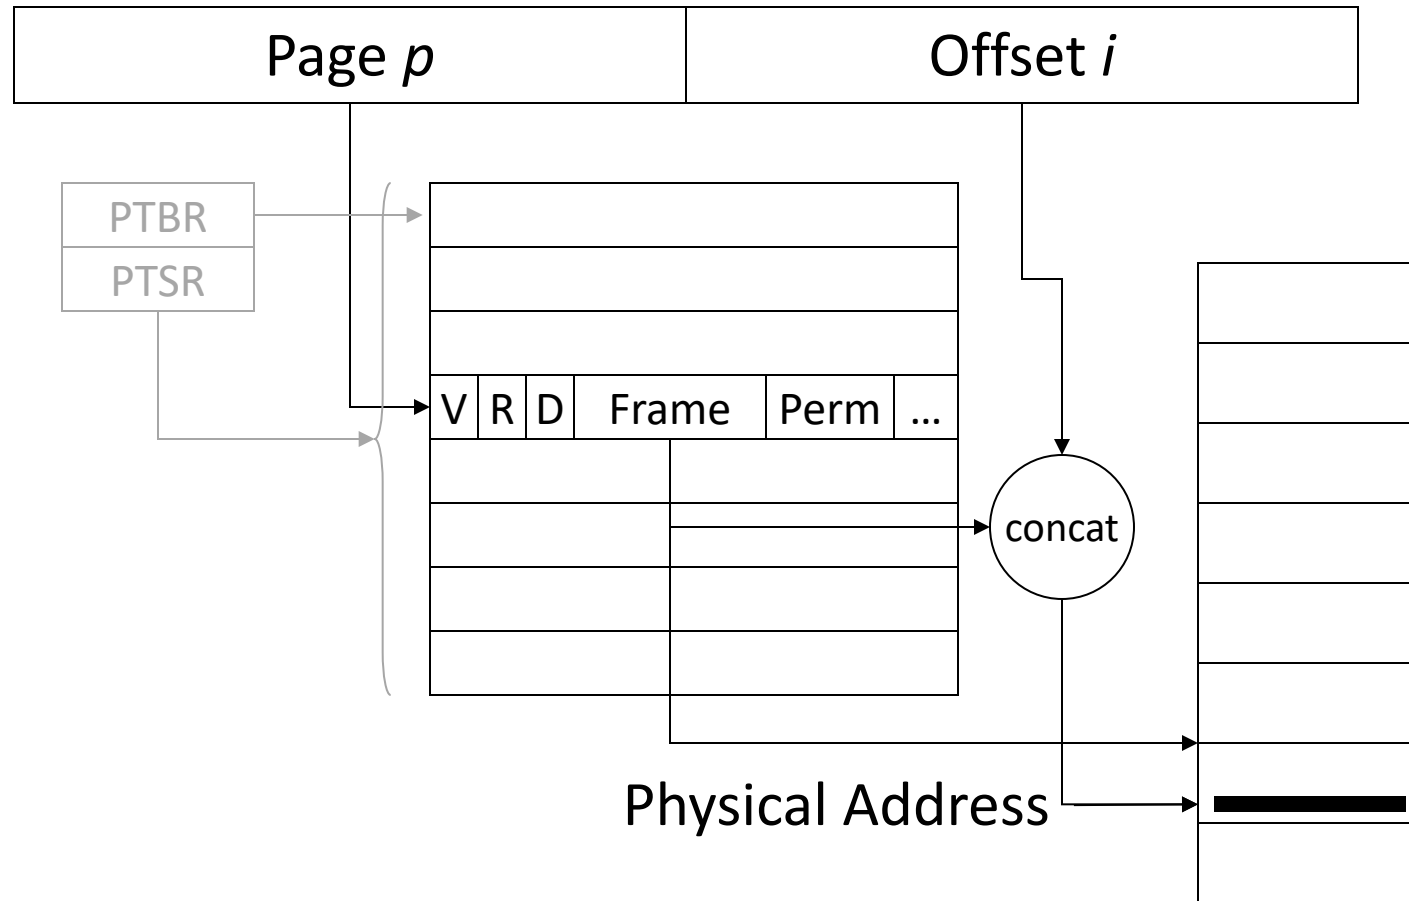 Page p
Offset i
PTBR
PTSR
V R D Frame Perm ...
concat
Physical Address